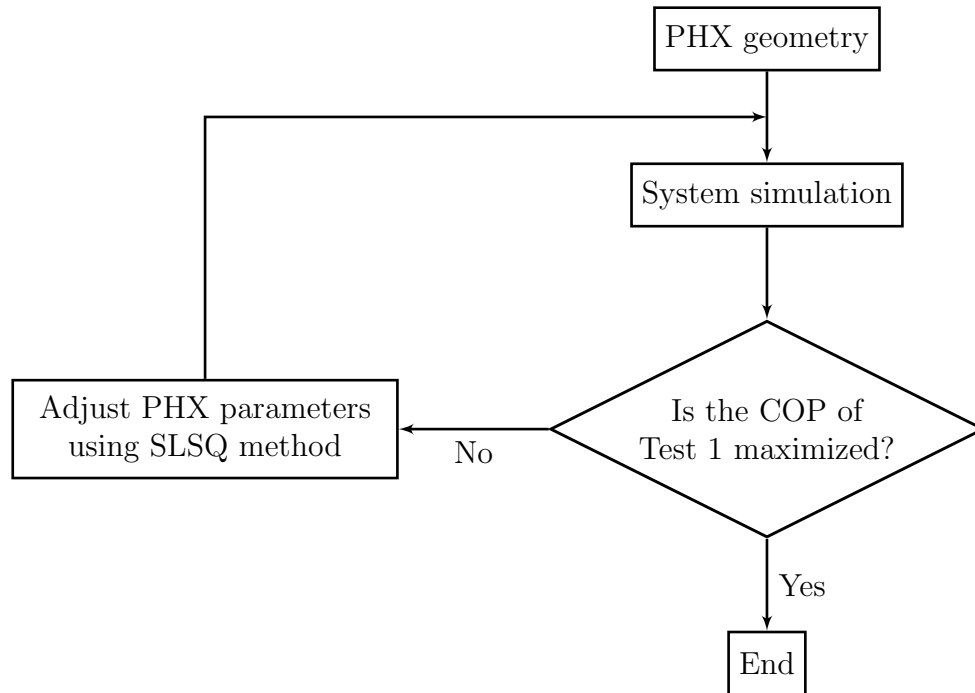 PHX geometry
System simulation
Is the COP of
Test 1 maximized?
No
Adjust PHX parameters
using SLSQ method
Yes
End